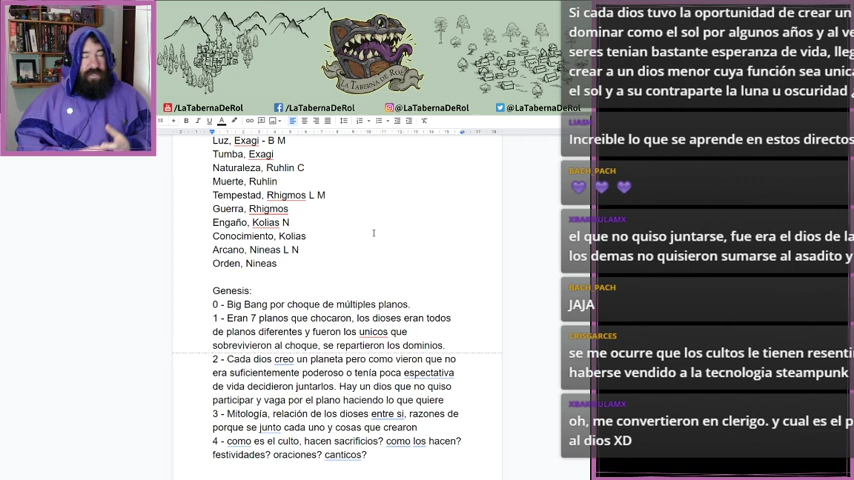 LA TABERNA DE ROL
/LaTabernaDeRol
/LaTabernaDeRol
@LaTabernaDeRol
@LaTabernaDeRol
Luz, Exagi - B M
Tumba, Exagi
Naturaleza, Ruhlin C
Muerte, Ruhlin
Tempestad, Rhigmos L M
Guerra, Rhigmos
Engaño, Kolias N
Conocimiento, Kolias
Arcano, Nineas L N
Orden, Nineas
Genesis:
0 - Big Bang por choque de múltiples planos.
1 - Eran 7 planos que chocaron, los dioses eran todos
de planos diferentes y fueron los unicos que
sobrevivieron al choque, se repartieron los dominios.
2 - Cada dios creo un planeta pero como vieron que no
era suficientemente poderoso o tenía poca espectativa
de vida decidieron juntarlos. Hay un dios que no quiso
participar y vaga por el plano haciendo lo que quiere
3 - Mitología, relación de los dioses entre si, razones de
porque se junto cada uno y cosas que crearon
4 - como es el culto, hacen sacrificios? como los hacen?
festividades? oraciones? canticos?
Si cada dios tuvo la oportunidad de crear un
dominar como el sol por algunos años y al ve
seres tenian bastante esperanza de vida, lleg
crear a un dios menor cuya función sea unica
el sol y a su contraparte la luna u oscuridad
Increible lo que se aprende en estos directos
BACH_PACH
el que no quiso juntarse, fue era el dios de la
los demas no quisieron sumarse al asadito y
BACH_PACH
JAJA
CRISGARCES
se me ocurre que los cultos le tienen resenti
haberse vendido a la tecnologia steampunk
oh, me convertieron en clerigo. y cual es el p
al dios XD